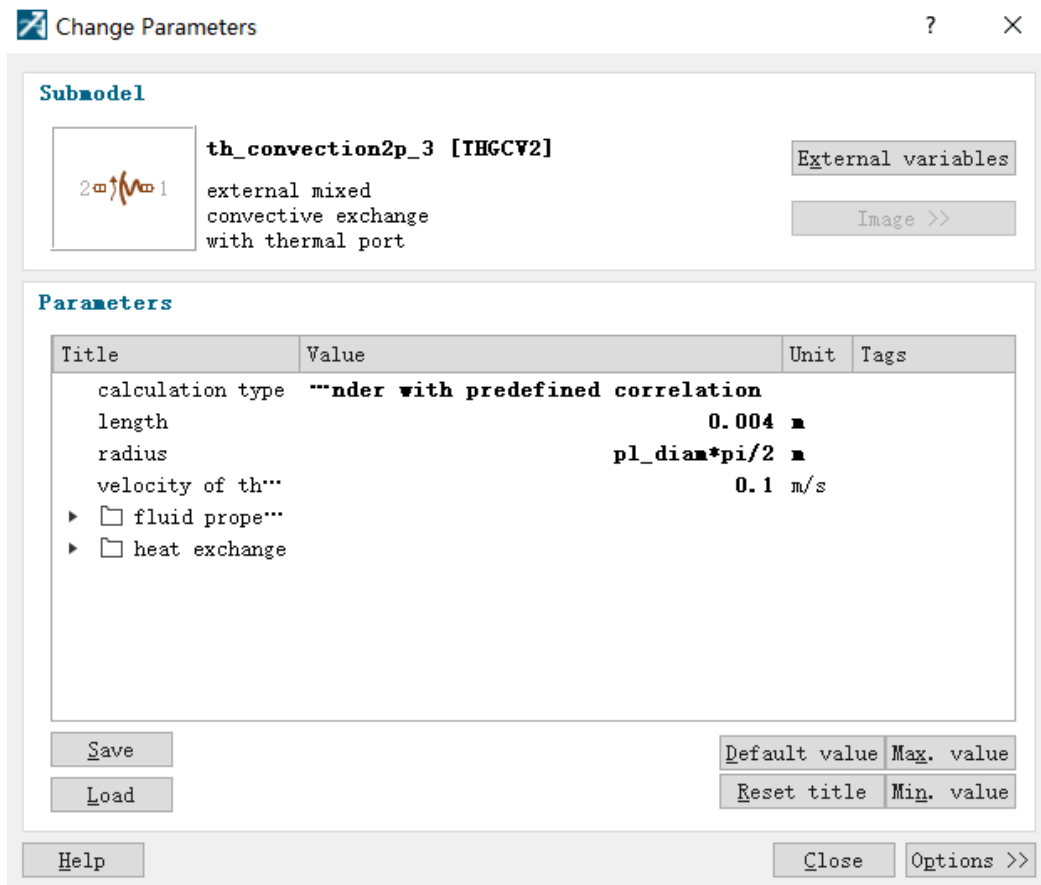 Change Parameters ? ×
Submodel
2 1
th_convection2p_3 [THGCV2]
external mixed
convective exchange
with thermal port
External variables
Image >>
Parameters
Title Value Unit Tags
calculation type …nder with predefined correlation
length 0.004 m
radius pl_diam*pi/2 m
velocity of th… 0.1 m/s
fluid prope…
heat exchange
Save Default value Max. value
Load Reset title Min. value
Help Close Options >>